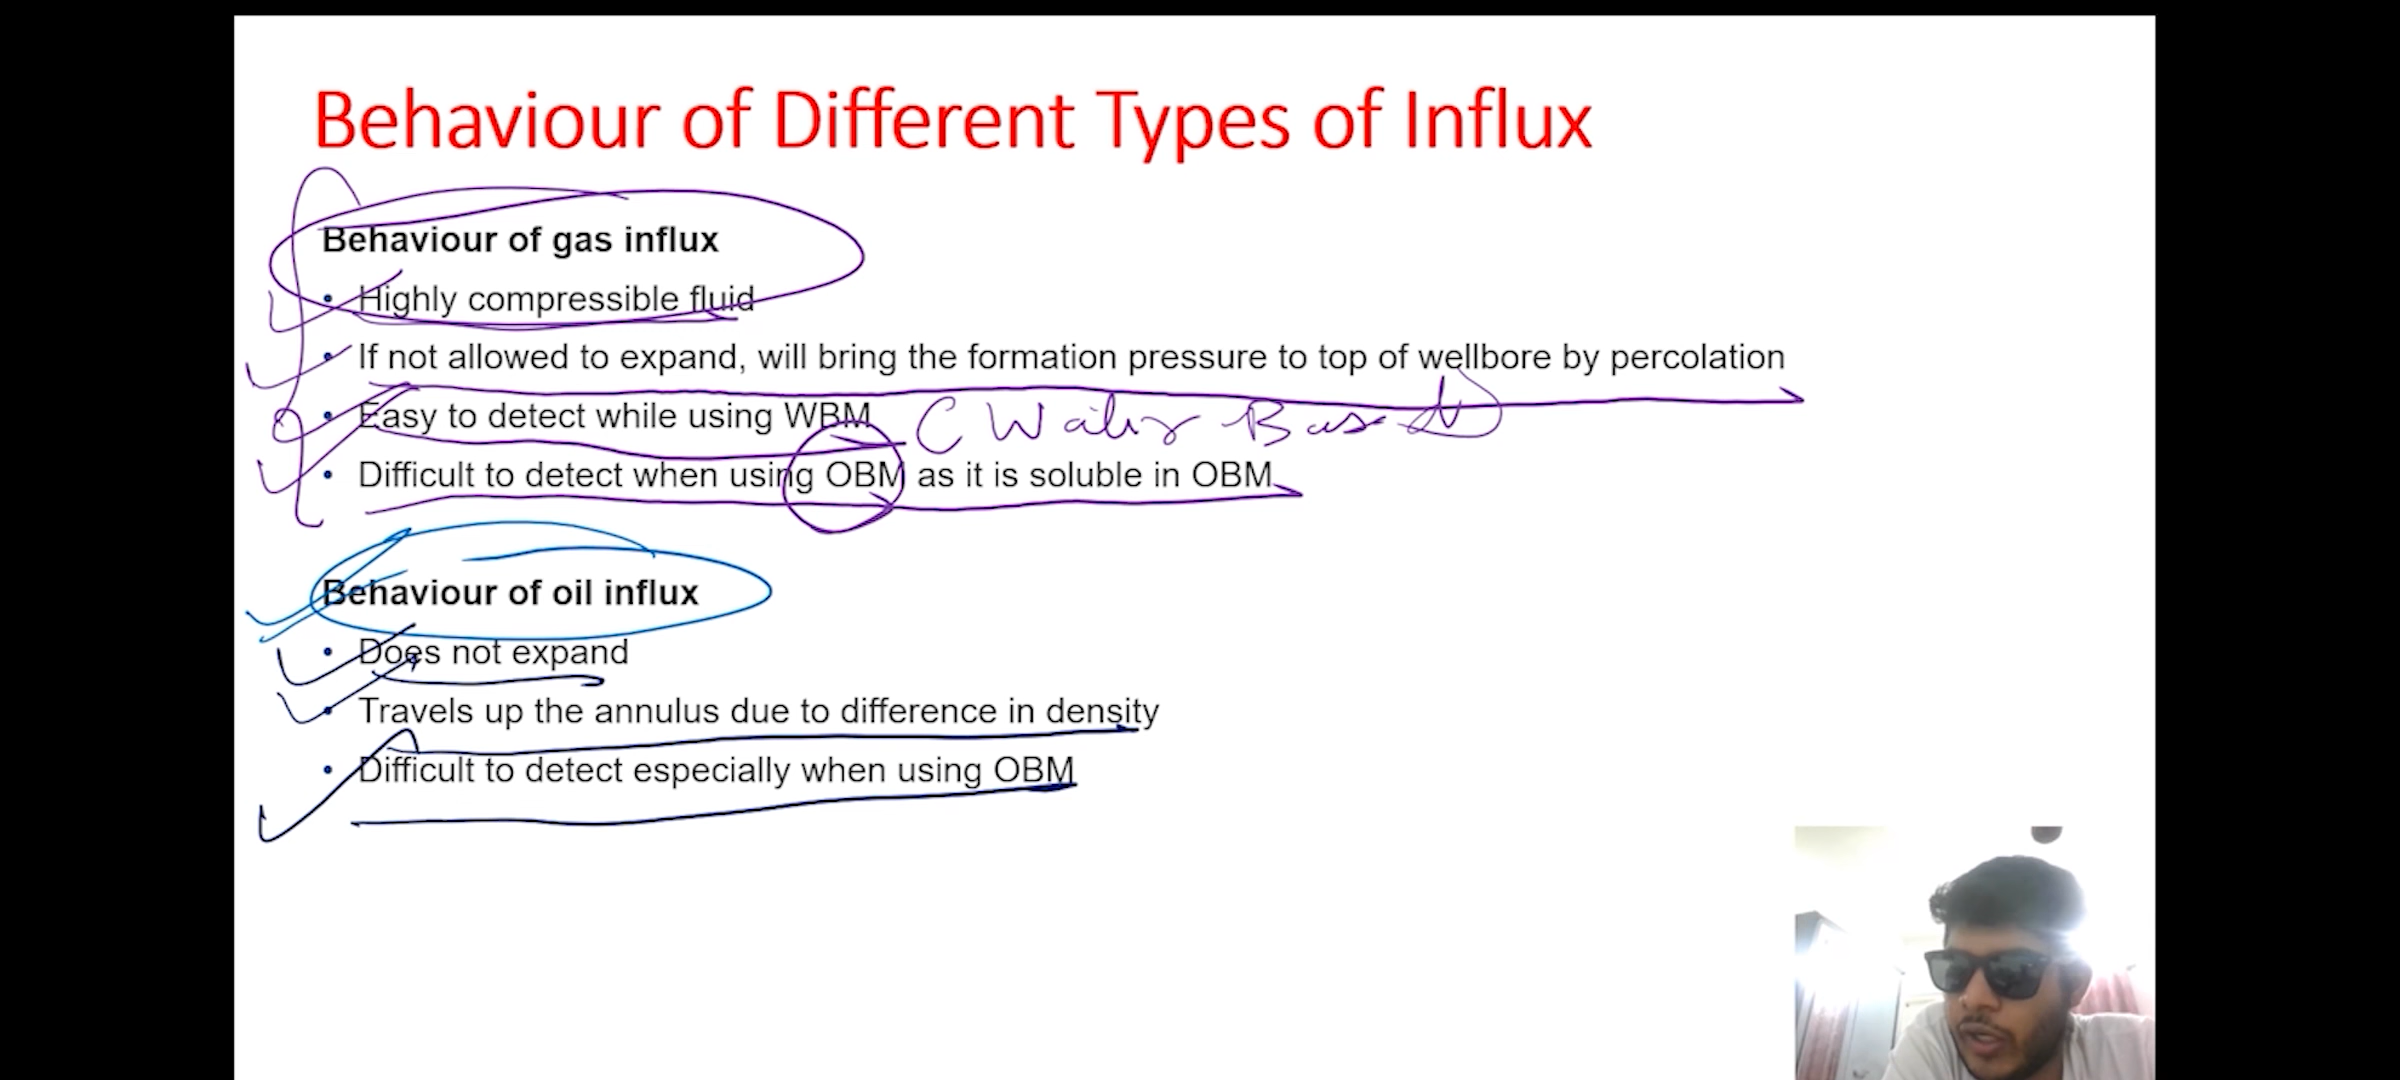 Behaviour of Different Types of Influx
Behaviour of gas influx
• Highly compressible fluid
• If not allowed to expand, will bring the formation pressure to top of wellbore by percolation
• Easy to detect while using WBM ( Water Based )
• Difficult to detect when using OBM as it is soluble in OBM
Behaviour of oil influx
• Does not expand
• Travels up the annulus due to difference in density
• Difficult to detect especially when using OBM